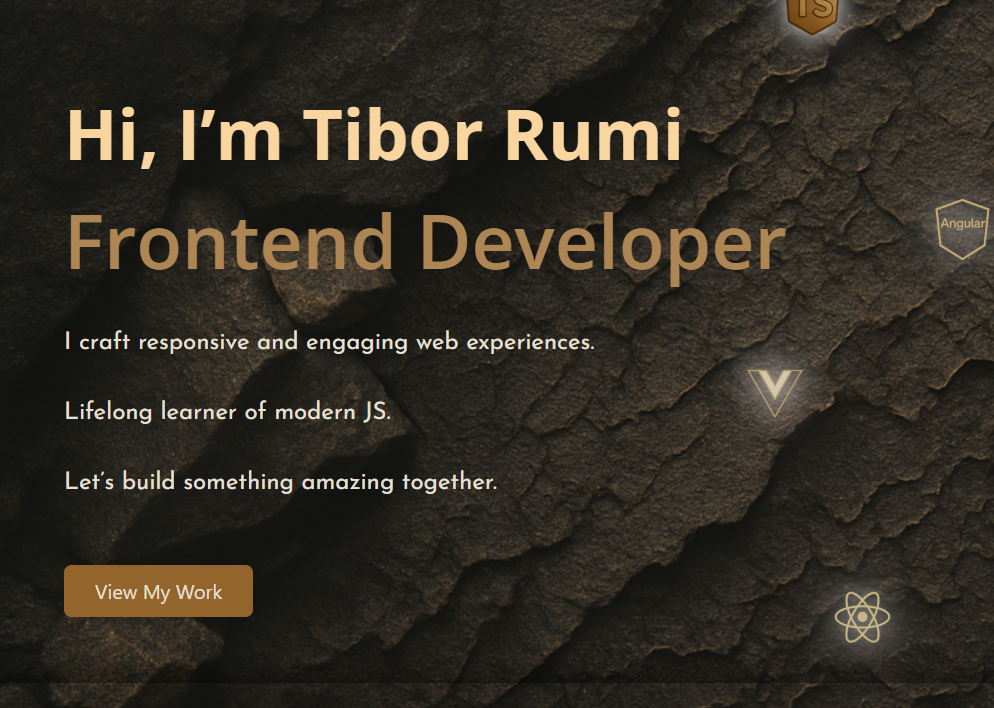 TS
Hi, I’m Tibor Rumi
Angular
Frontend Developer
I craft responsive and engaging web experiences.
Lifelong learner of modern JS.
Let’s build something amazing together.
View My Work